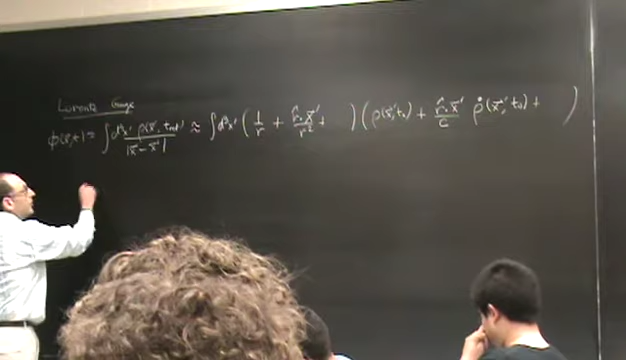 Lorentz Gauge
φ(x⃗,t) = ∫ d³x' ρ(x⃗', t_ret) / |x⃗ - x⃗'| ≈ ∫ d³x' ( 1/r + r̂·x⃗'/r² + ) ( ρ(x⃗', t₀) + r̂·x⃗'/c ρ̇(x⃗', t₀) + )